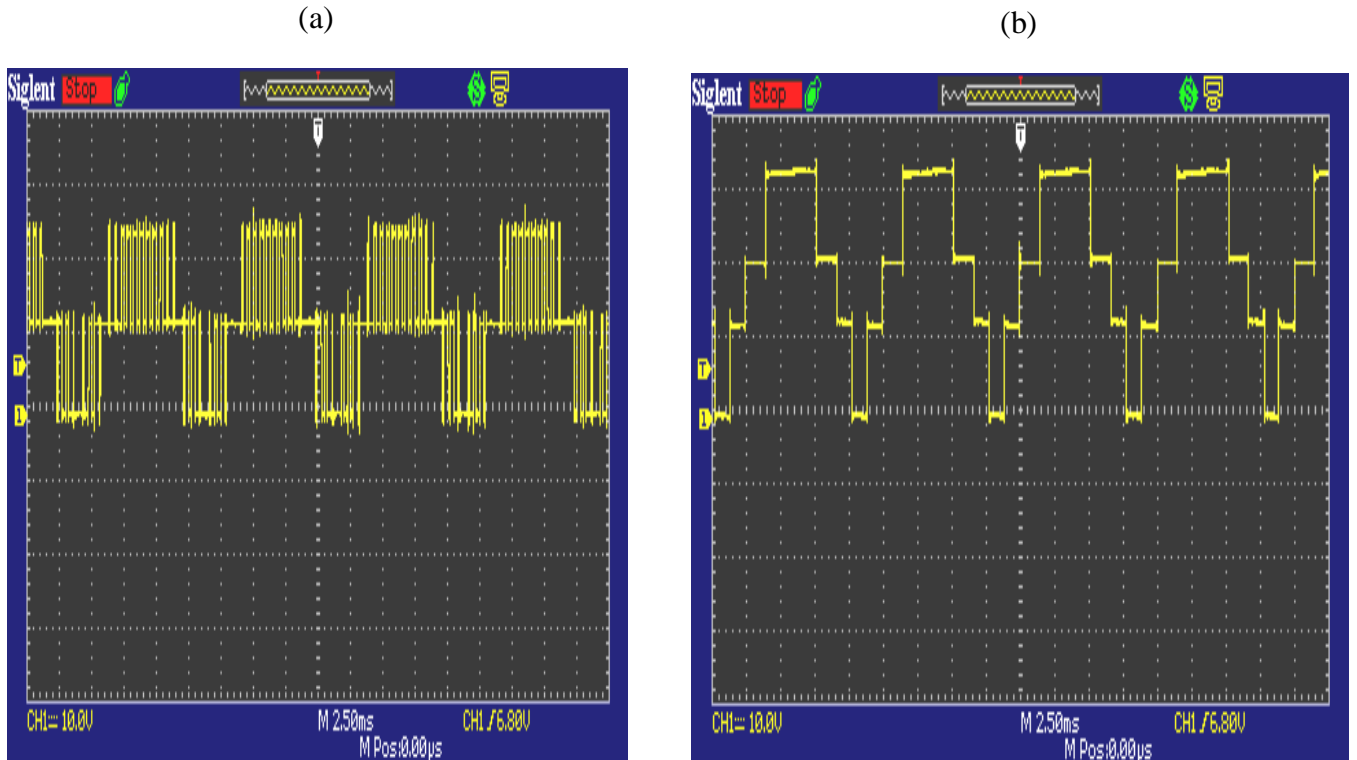 (a)
Siglent Stop
T
T
1
CH1 10.0V M 2.50ms CH1 /6.80V
M Pos:0.00µs
(b)
Siglent Stop
T
T
1
CH1 10.0V M 2.50ms CH1 /6.80V
M Pos:0.00µs